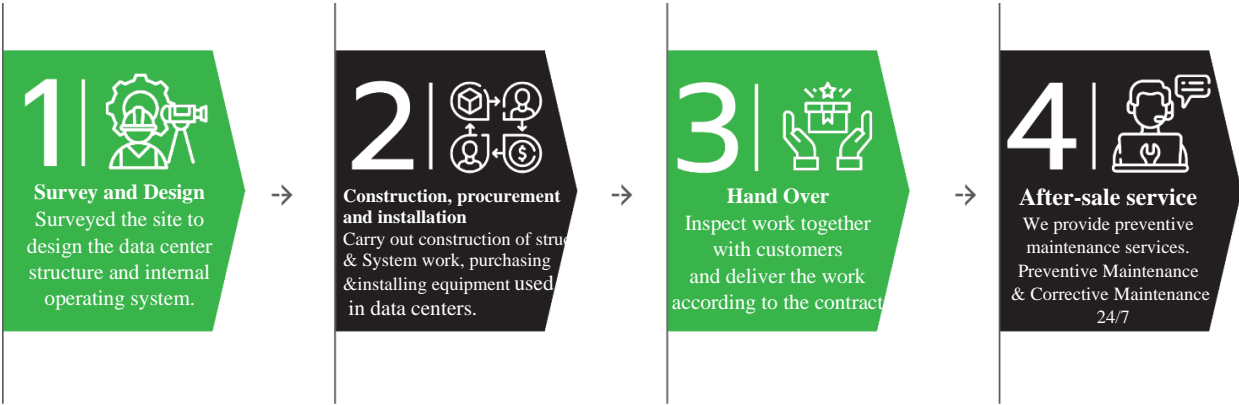 1
Survey and Design
Surveyed the site to
design the data center
structure and internal
operating system.
2
Construction, procurement
and installation
Carry out construction of
& System work, purchasing
&installing equipment used
in data centers.
3
Hand Over
Inspect work together
with customers
and deliver the work
according to the contract
4
After-sale service
We provide preventive
maintenance services.
Preventive Maintenance
& Corrective Maintenance
24/7